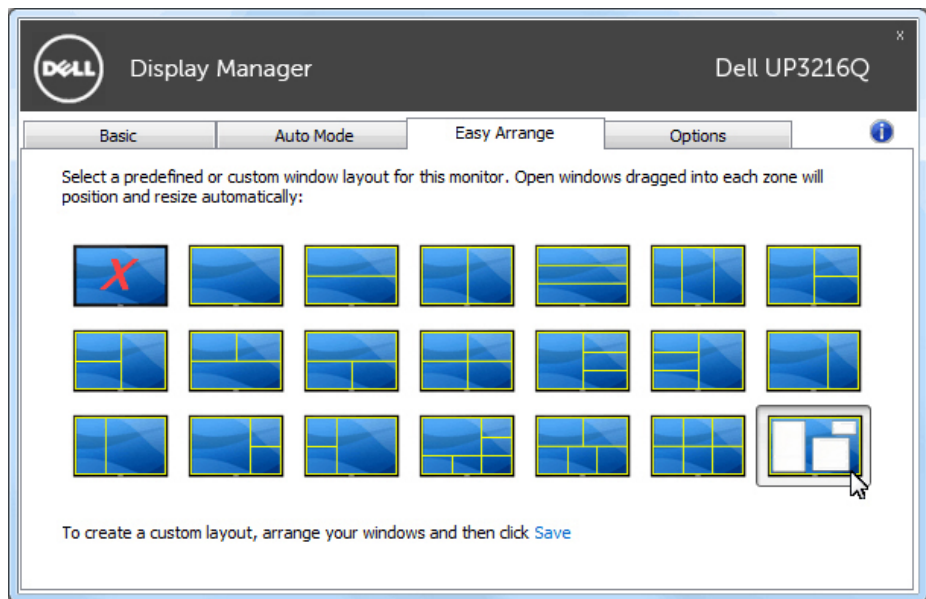 x
DELL
Display Manager
Dell UP3216Q
Basic
Auto Mode
Easy Arrange
Options
i
Select a predefined or custom window layout for this monitor. Open windows dragged into each zone will
position and resize automatically:
X
To create a custom layout, arrange your windows and then click Save